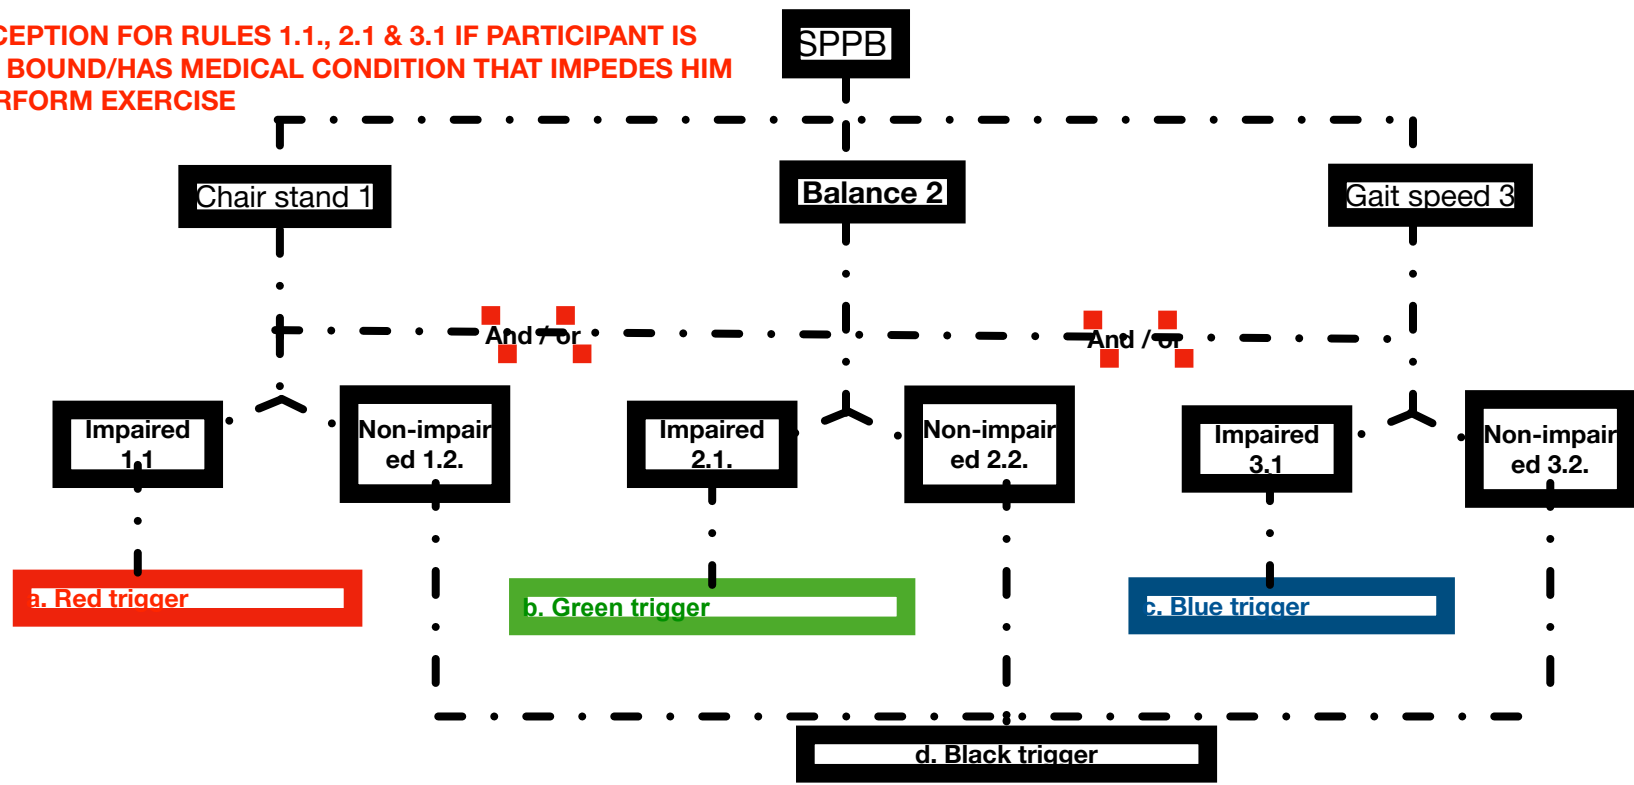 CEPTION FOR RULES 1.1., 2.1 & 3.1 IF PARTICIPANT IS
BOUND/HAS MEDICAL CONDITION THAT IMPEDES HIM
RFORM EXERCISE
SPPB
Chair stand 1
Balance 2
Gait speed 3
And / or
And / or
Impaired
1.1
Non-impair
ed 1.2.
Impaired
2.1.
Non-impair
ed 2.2.
Impaired
3.1
Non-impair
ed 3.2.
a. Red trigger
b. Green trigger
c. Blue trigger
d. Black trigger